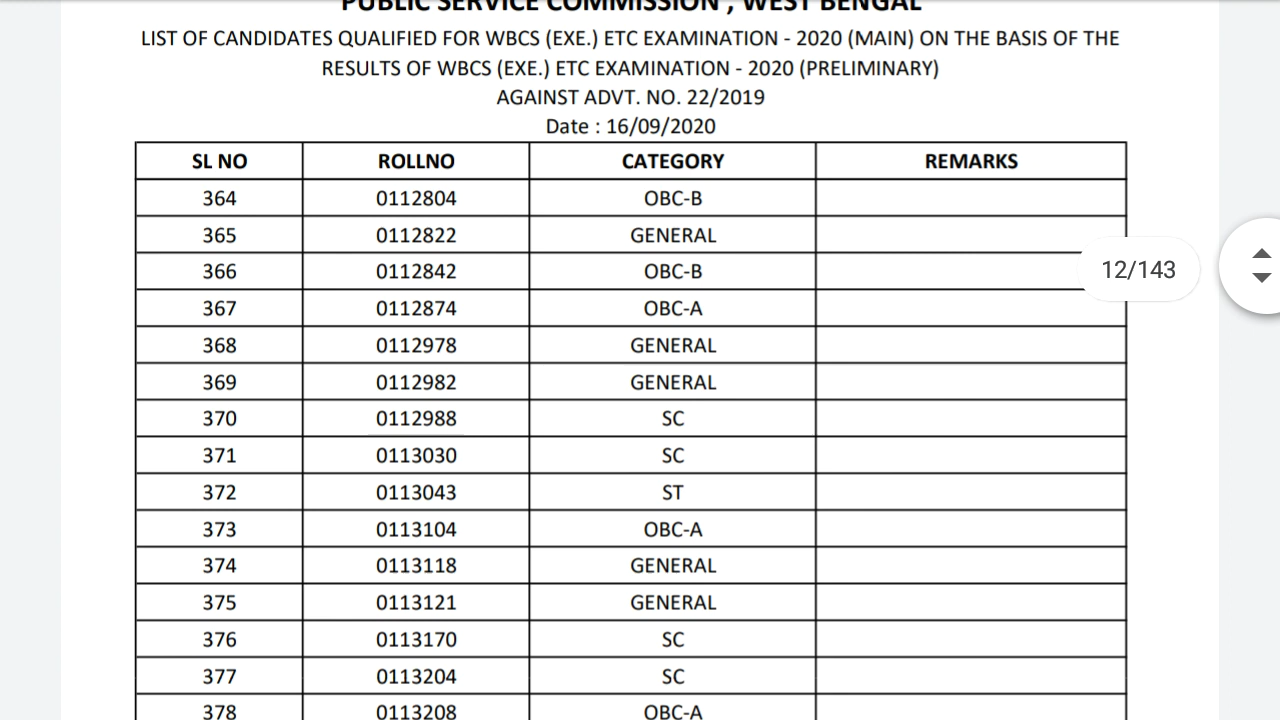 PUBLIC SERVICE COMMISSION , WEST BENGAL
LIST OF CANDIDATES QUALIFIED FOR WBCS (EXE.) ETC EXAMINATION - 2020 (MAIN) ON THE BASIS OF THE
RESULTS OF WBCS (EXE.) ETC EXAMINATION - 2020 (PRELIMINARY)
AGAINST ADVT. NO. 22/2019
Date : 16/09/2020
SL NO ROLLNO CATEGORY REMARKS
364 0112804 OBC-B
365 0112822 GENERAL
366 0112842 OBC-B
12/143
367 0112874 OBC-A
368 0112978 GENERAL
369 0112982 GENERAL
370 0112988 SC
371 0113030 SC
372 0113043 ST
373 0113104 OBC-A
374 0113118 GENERAL
375 0113121 GENERAL
376 0113170 SC
377 0113204 SC
378 0113208 OBC-A